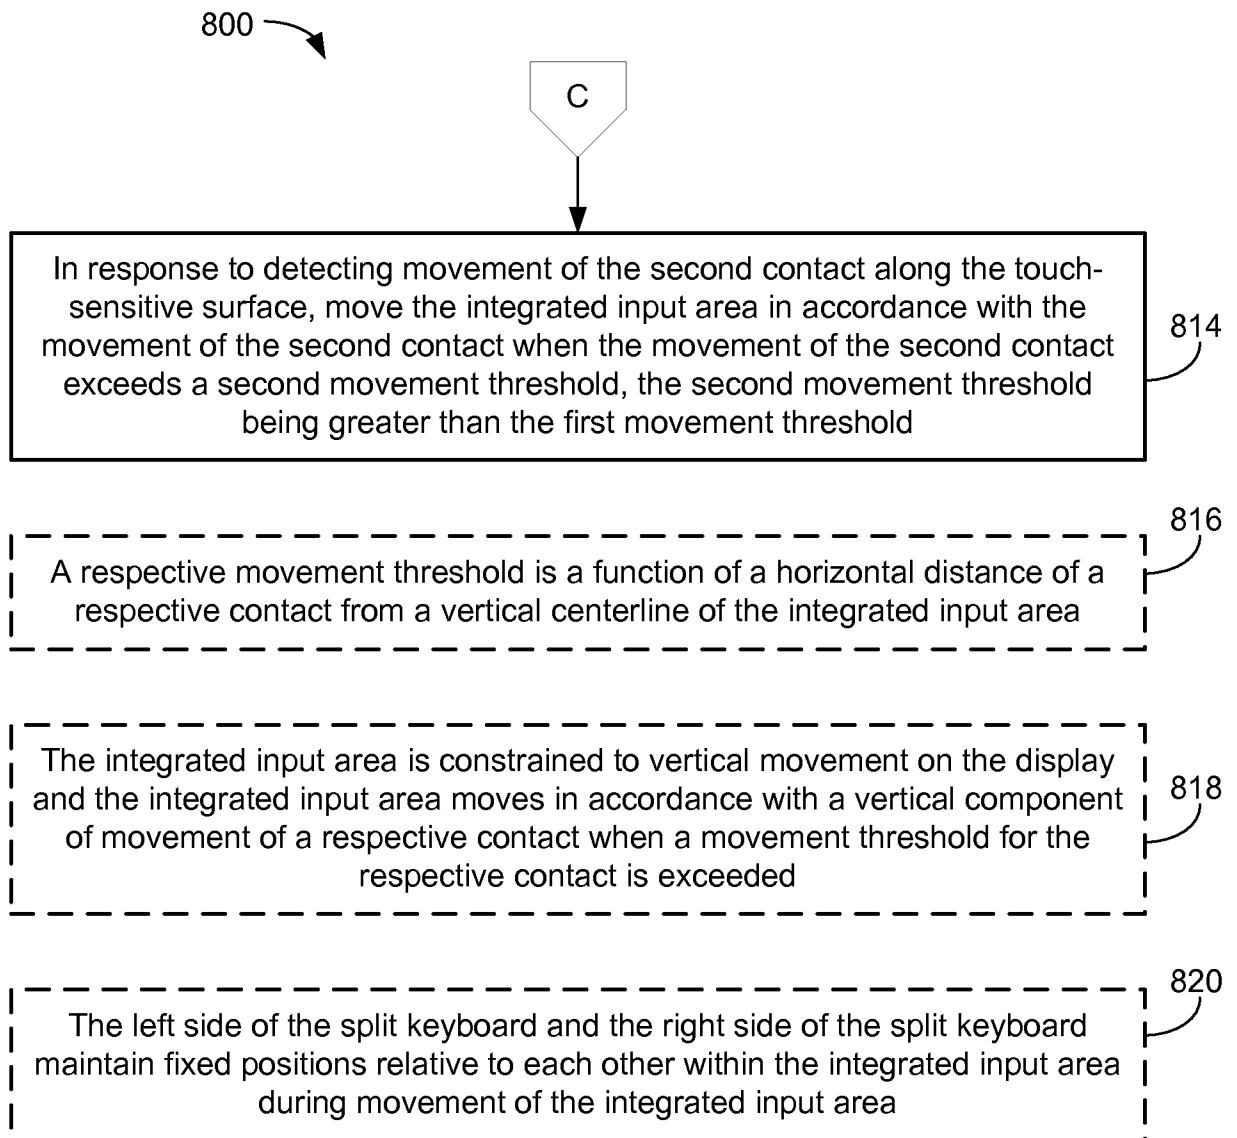 800
C
In response to detecting movement of the second contact along the touch-
sensitive surface, move the integrated input area in accordance with the
movement of the second contact when the movement of the second contact
exceeds a second movement threshold, the second movement threshold
being greater than the first movement threshold
814
816
A respective movement threshold is a function of a horizontal distance of a
respective contact from a vertical centerline of the integrated input area
The integrated input area is constrained to vertical movement on the display
and the integrated input area moves in accordance with a vertical component
of movement of a respective contact when a movement threshold for the
respective contact is exceeded
818
820
The left side of the split keyboard and the right side of the split keyboard
maintain fixed positions relative to each other within the integrated input area
during movement of the integrated input area